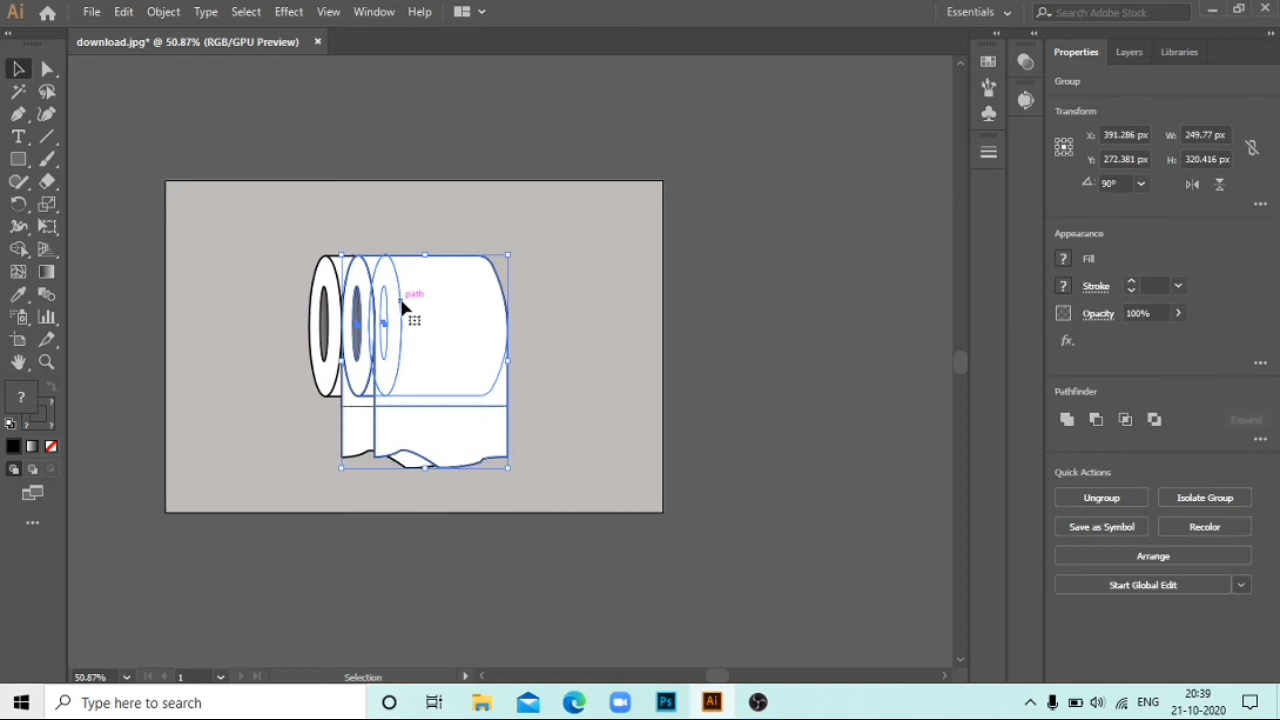 Ai File Edit Object Type Select Effect View Window Help Essentials Search Adobe Stock
download.jpg* @ 50.87% (RGB/GPU Preview)
Properties Layers Libraries
Group
Transform
X: 391.286 px W: 249.77 px
Y: 272.381 px H: 320.416 px
90°
Appearance
? Fill
? Stroke
Opacity 100%
fx.
Pathfinder
Expand
Quick Actions
Ungroup Isolate Group
Save as Symbol Recolor
Arrange
Start Global Edit
path
?
50.87% 1 Selection
Type here to search
Ps Ai
ENG
20:39
21-10-2020